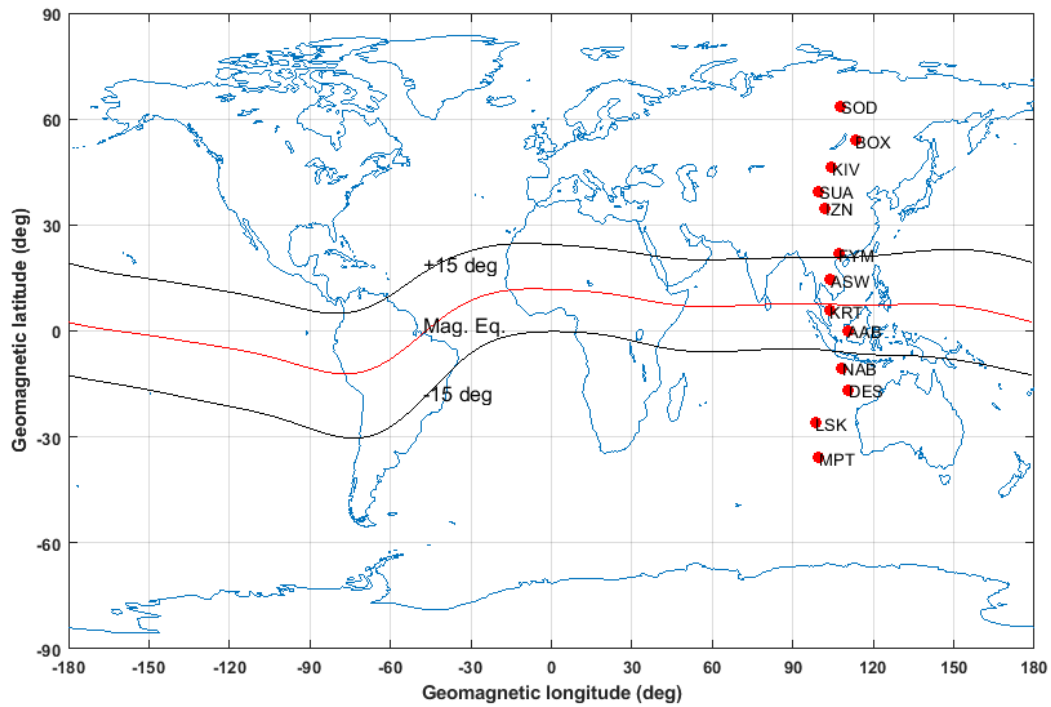 90
SOD
60
BOX
KIV
SUA
30
IZN
FYM
+15 deg
ASW
KRT
Mag. Eq.
0
AAB
NAB
-15 deg
DES
LSK
-30
MPT
-60
-90
-180 -150 -120 -90 -60 -30 0 30 60 90 120 150 180
Geomagnetic longitude (deg)
Geomagnetic latitude (deg)